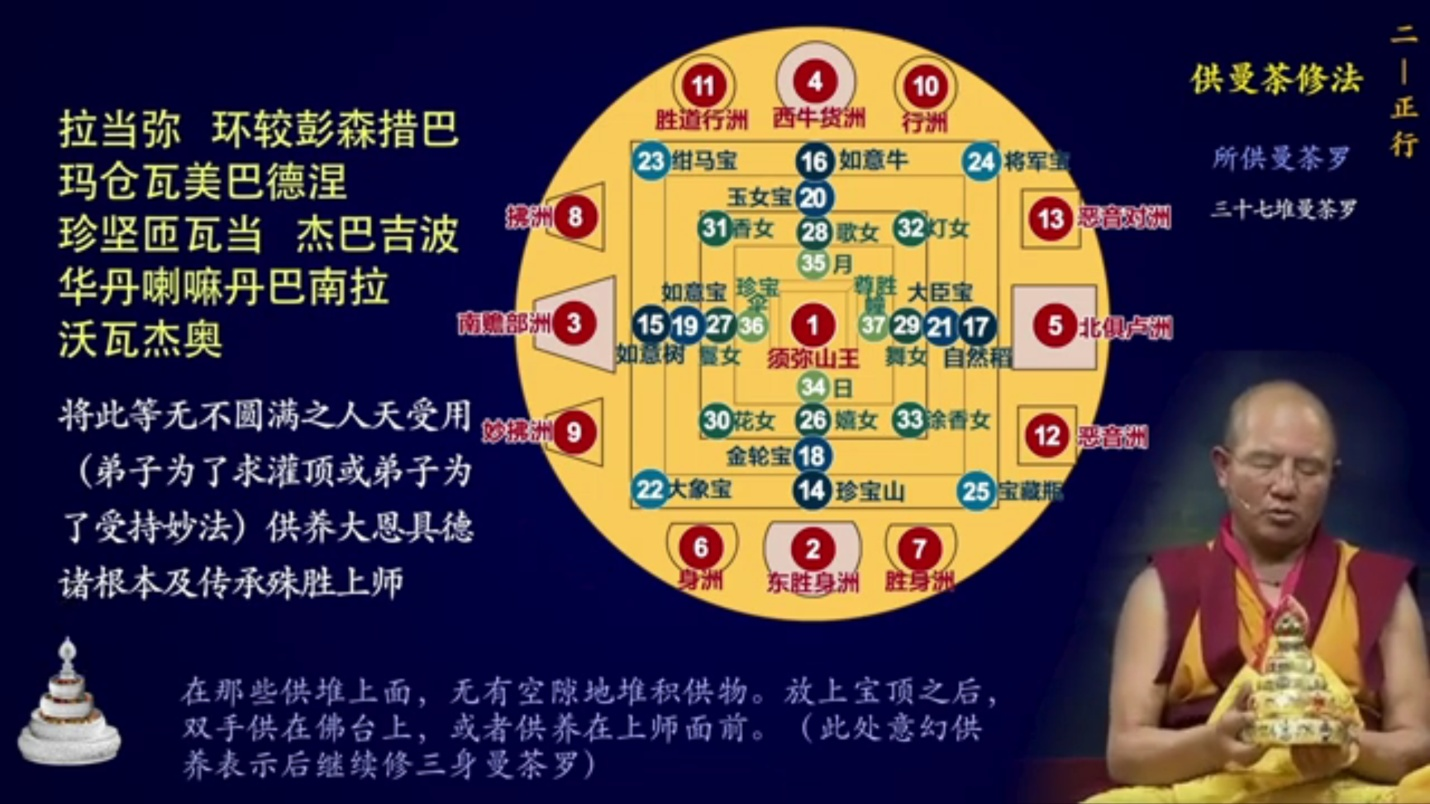 二
|
正
行
供曼茶修法
所供曼茶罗
三十七堆曼茶罗
拉当弥 环较彭森措巴
玛仓瓦美巴德涅
珍坚匝瓦当 杰巴吉波
华丹喇嘛丹巴南拉
沃瓦杰奥
将此等无不圆满之人天受用
（弟子为了求灌顶或弟子为
了受持妙法）供养大恩具德
诸根本及传承殊胜上师
11 4 10
胜道行洲 西牛货洲 行洲
23 绀马宝 16 如意牛 24 将军宝
玉女宝 20
拂洲 8 31 香女 28 歌女 32 灯女 13 恶音对洲
35 月
如意宝 珍宝伞 尊胜幢 大臣宝
南赡部洲 3 15 19 27 36 1 37 29 21 17 5 北俱卢洲
如意树 鬘女 须弥山王 舞女 自然稻
34 日
妙拂洲 9 30 花女 26 嬉女 33 涂香女 12 恶音洲
金轮宝 18
22 大象宝 14 珍宝山 25 宝藏瓶
6 2 7
身洲 东胜身洲 胜身洲
在那些供堆上面，无有空隙地堆积供物。放上宝顶之后，
双手供在佛台上，或者供养在上师面前。（此处意幻供
养表示后继续修三身曼茶罗）